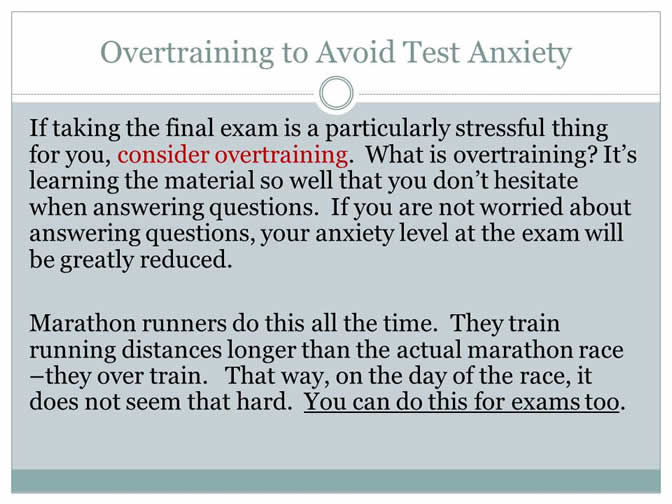 Overtraining to Avoid Test Anxiety
If taking the final exam is a particularly stressful thing
for you, consider overtraining.  What is overtraining? It’s
learning the material so well that you don’t hesitate
when answering questions.  If you are not worried about
answering questions, your anxiety level at the exam will
be greatly reduced.
Marathon runners do this all the time.  They train
running distances longer than the actual marathon race
–they over train.   That way, on the day of the race, it
does not seem that hard.  You can do this for exams too.